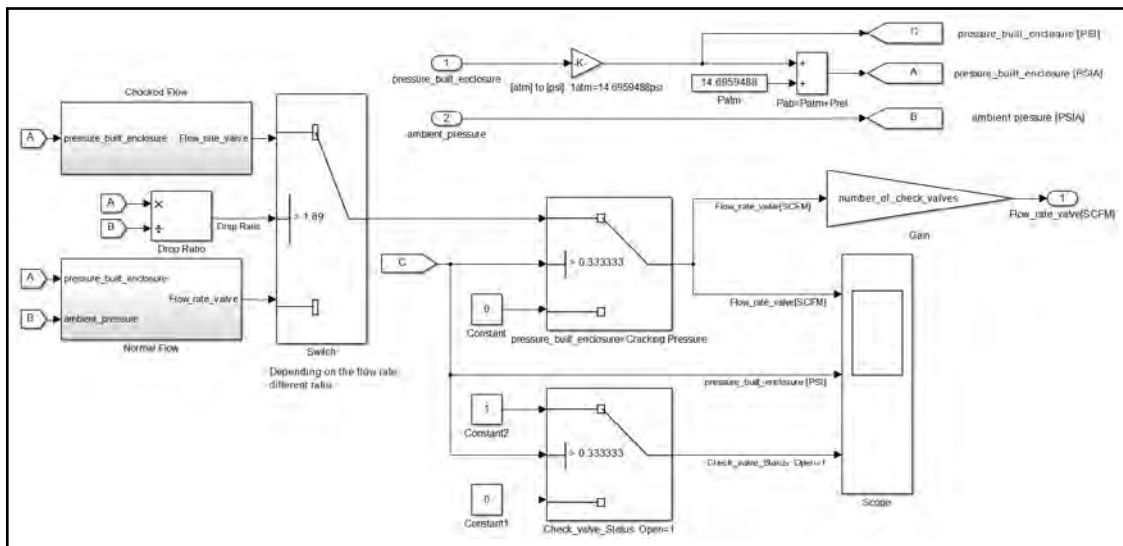 C
pressure_built_enclosure [PSI]
1
pressure_built_enclosure
-K-
[atm] to [psi] 1atm=14.6959488psi
14.6959488
Patm
+
+
Pab=Patm+Prel
A
pressure_built_enclosure [PSIA]
2
ambient_pressure
B
ambient pressure [PSIA]
Chocked Flow
A
pressure_built_enclosure
Flow_rate_valve
A
B
×
÷
Drop Ratio
Drop Ratio
> 1.89
A
B
pressure_built_enclosure
ambient_pressure
Flow_rate_valve
Normal Flow
Switch
Depending on the flow rate
different ratio
C
> 0.333333
0
Constant
pressure_built_enclosure>Cracking Pressure
Flow_rate_valve[SCFM]
number_of_check_valves
Gain
1
Flow_rate_valve[SCFM]
Flow_rate_valve[SCFM]
pressure_built_enclosure [PSI]
1
Constant2
> 0.333333
0
Constant1
Check_valve_Status Open=1
Check_valve_Status Open=1
Scope